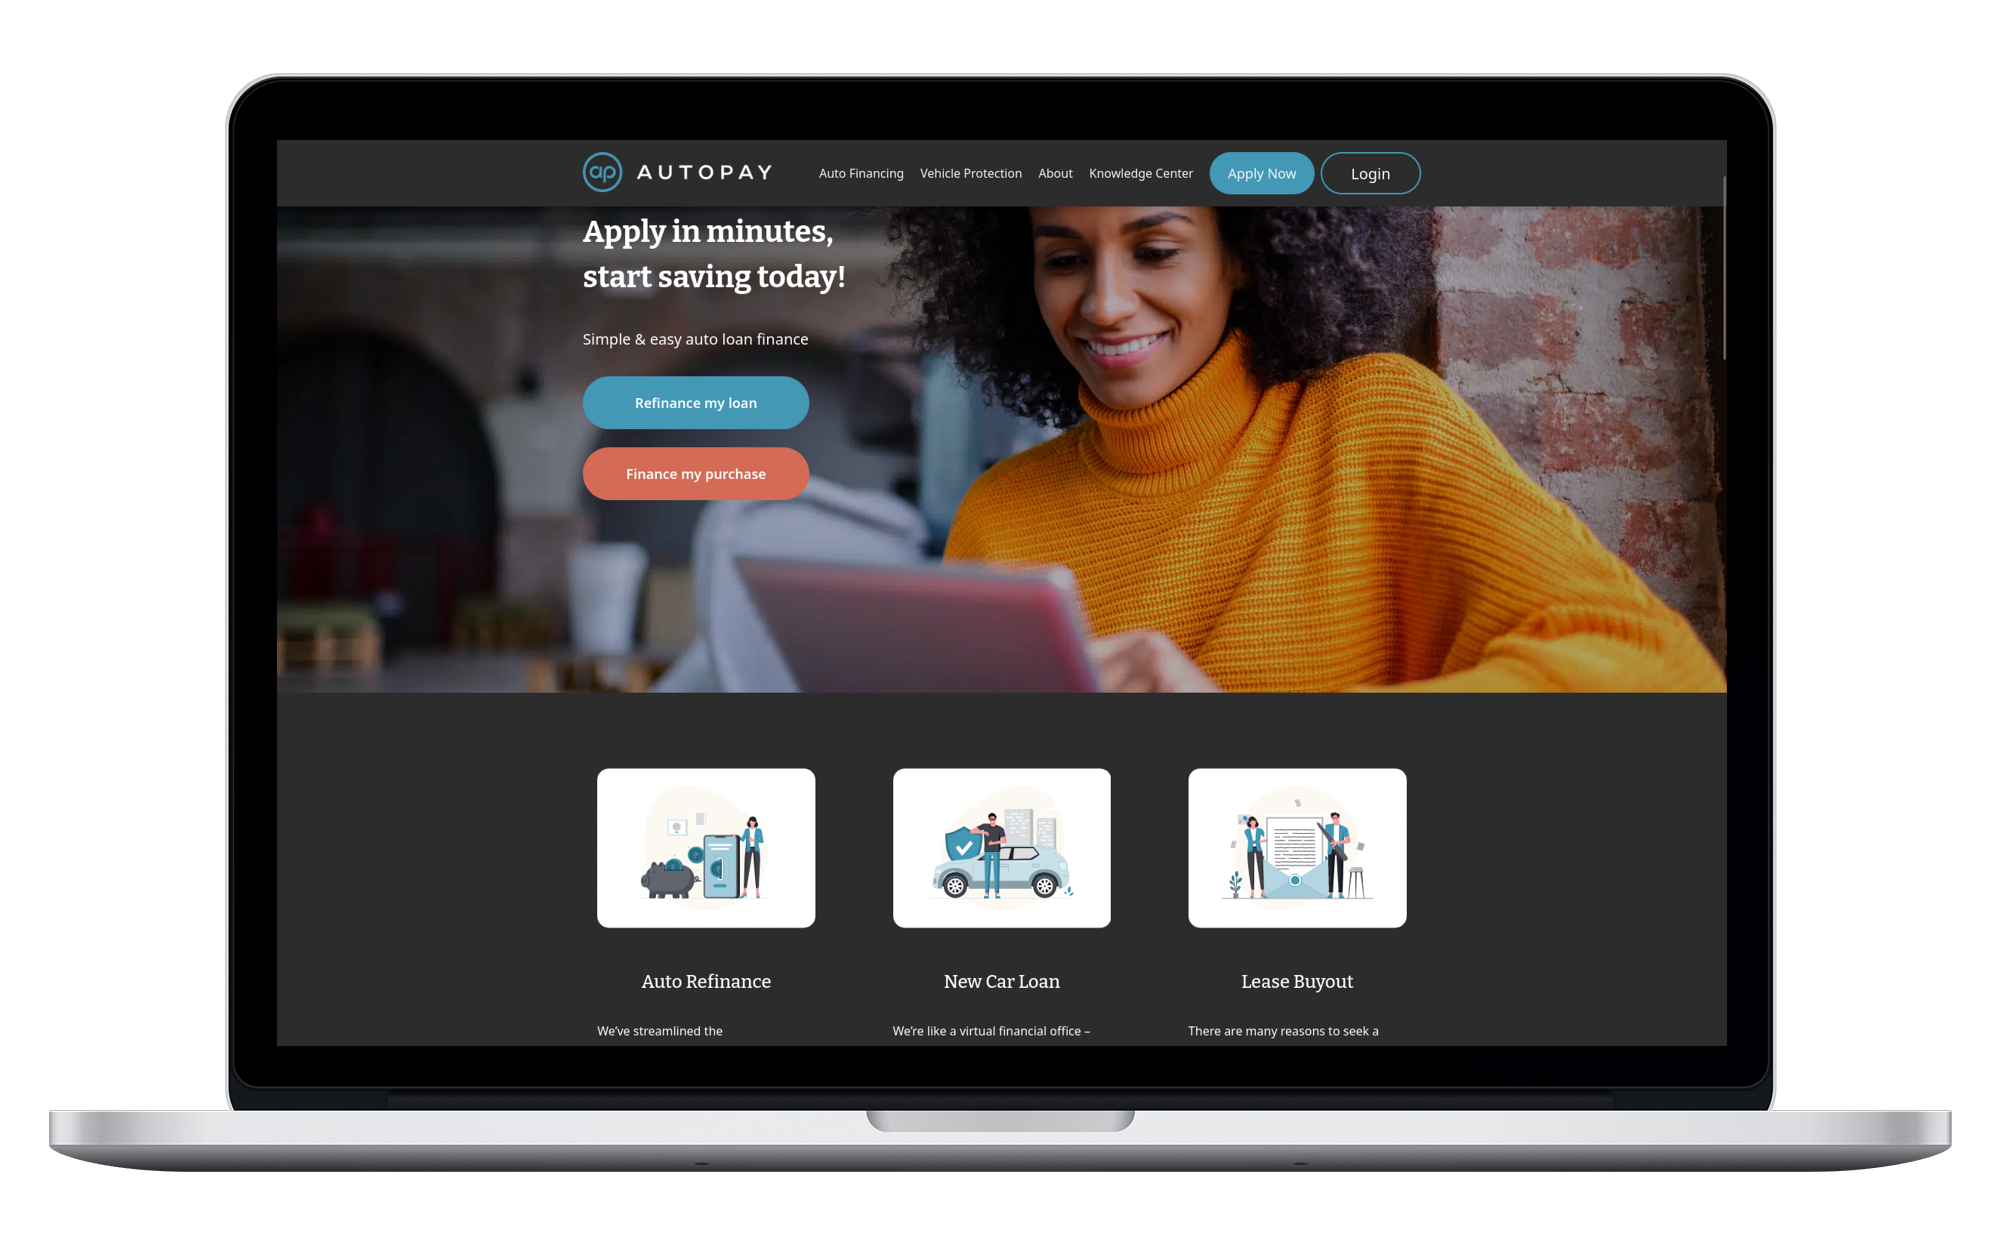 ap AUTOPAY
Auto Financing Vehicle Protection About Knowledge Center Apply Now Login
Apply in minutes,
start saving today!
Simple & easy auto loan finance
Refinance my loan
Finance my purchase
Auto Refinance
New Car Loan
Lease Buyout
We've streamlined the
We're like a virtual financial office –
There are many reasons to seek a